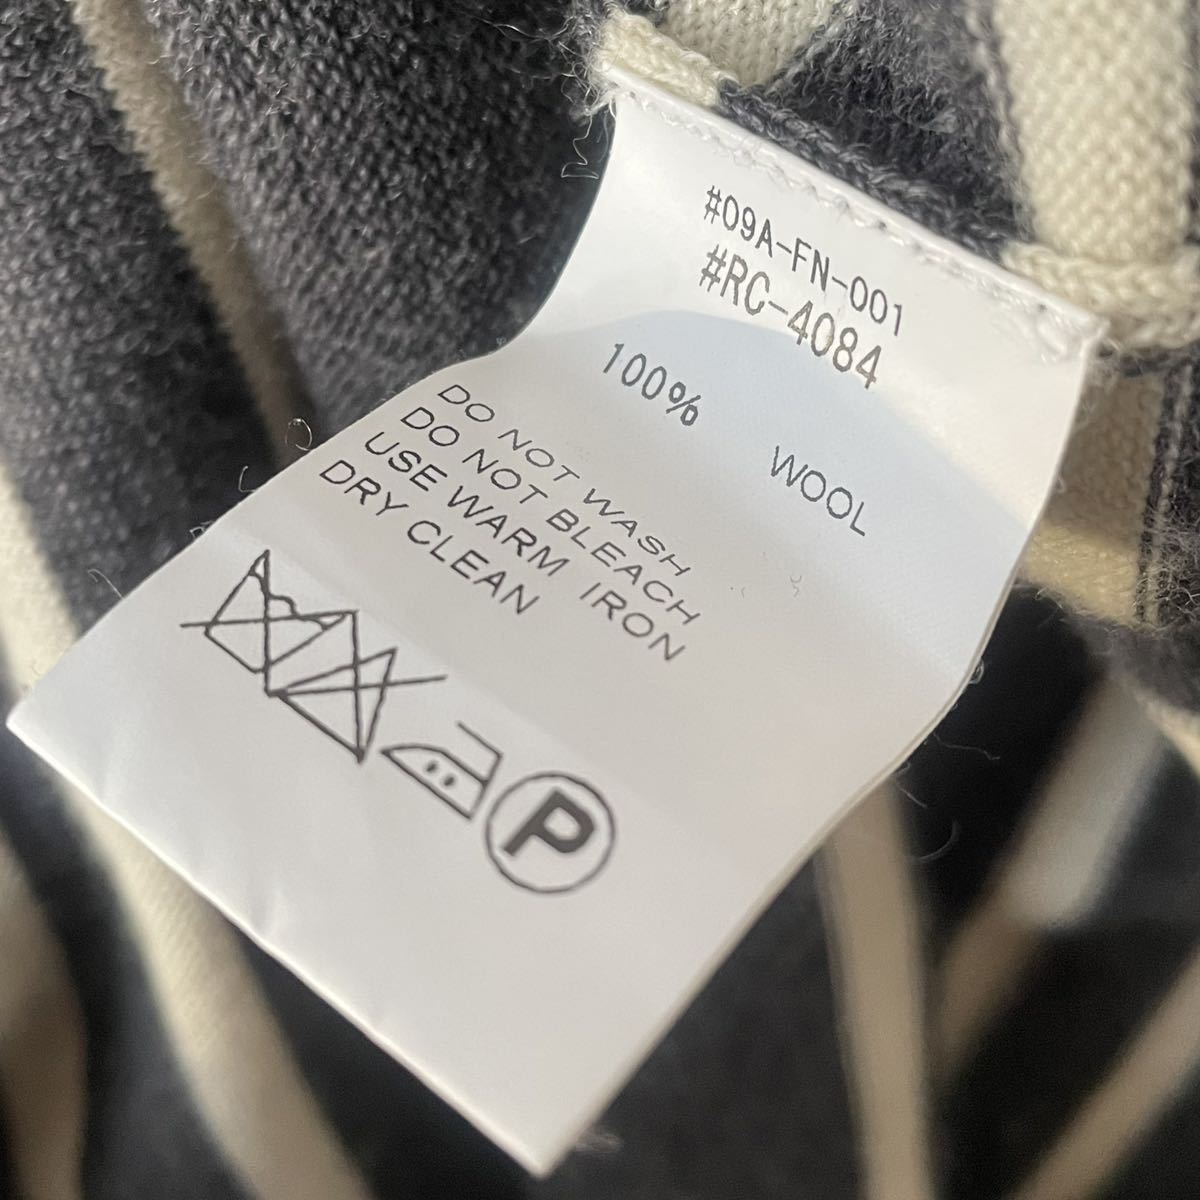 #09A-FN-001
#RC-4084
100% WOOL
DO NOT WASH
DO NOT BLEACH
USE WARM IRON
DRY CLEAN
P